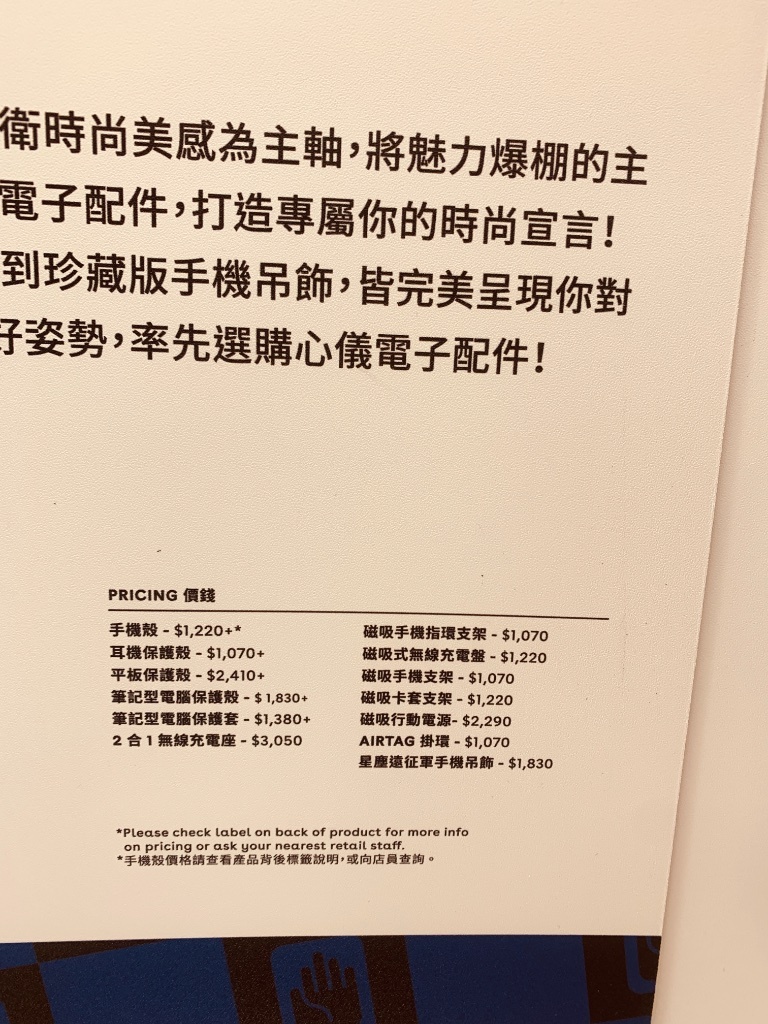 衛時尚美感為主軸，將魅力爆棚的主
電子配件，打造專屬你的時尚宣言！
到珍藏版手機吊飾，皆完美呈現你對
好姿勢，率先選購心儀電子配件！
PRICING 價錢
手機殼 - $1,220+*
耳機保護殼 - $1,070+
平板保護殼 - $2,410+
筆記型電腦保護殼 - $1,830+
筆記型電腦保護套 - $1,380+
2 合 1 無線充電座 - $3,050
磁吸手機指環支架 - $1,070
磁吸式無線充電盤 - $1,220
磁吸手機支架 - $1,070
磁吸卡套支架 - $1,220
磁吸行動電源- $2,290
AIRTAG 掛環 - $1,070
星塵遠征軍手機吊飾 - $1,830
*Please check label on back of product for more info
on pricing or ask your nearest retail staff.
*手機殼價格請查看產品背後標籤說明，或向店員查詢。